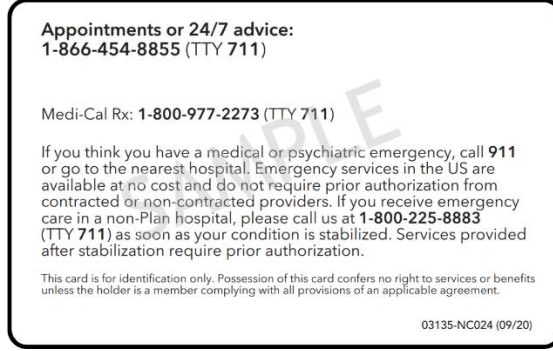 Appointments or 24/7 advice:
1-866-454-8855 (TTY 711)
Medi-Cal Rx: 1-800-977-2273 (TTY 711)
If you think you have a medical or psychiatric emergency, call 911
or go to the nearest hospital. Emergency services in the US are
available at no cost and do not require prior authorization from
contracted or non-contracted providers. If you receive emergency
care in a non-Plan hospital, please call us at 1-800-225-8883
(TTY 711) as soon as your condition is stabilized. Services provided
after stabilization require prior authorization.
This card is for identification only. Possession of this card confers no right to services or benefits
unless the holder is a member complying with all provisions of an applicable agreement.
03135-NC024 (09/20)
SAMPLE